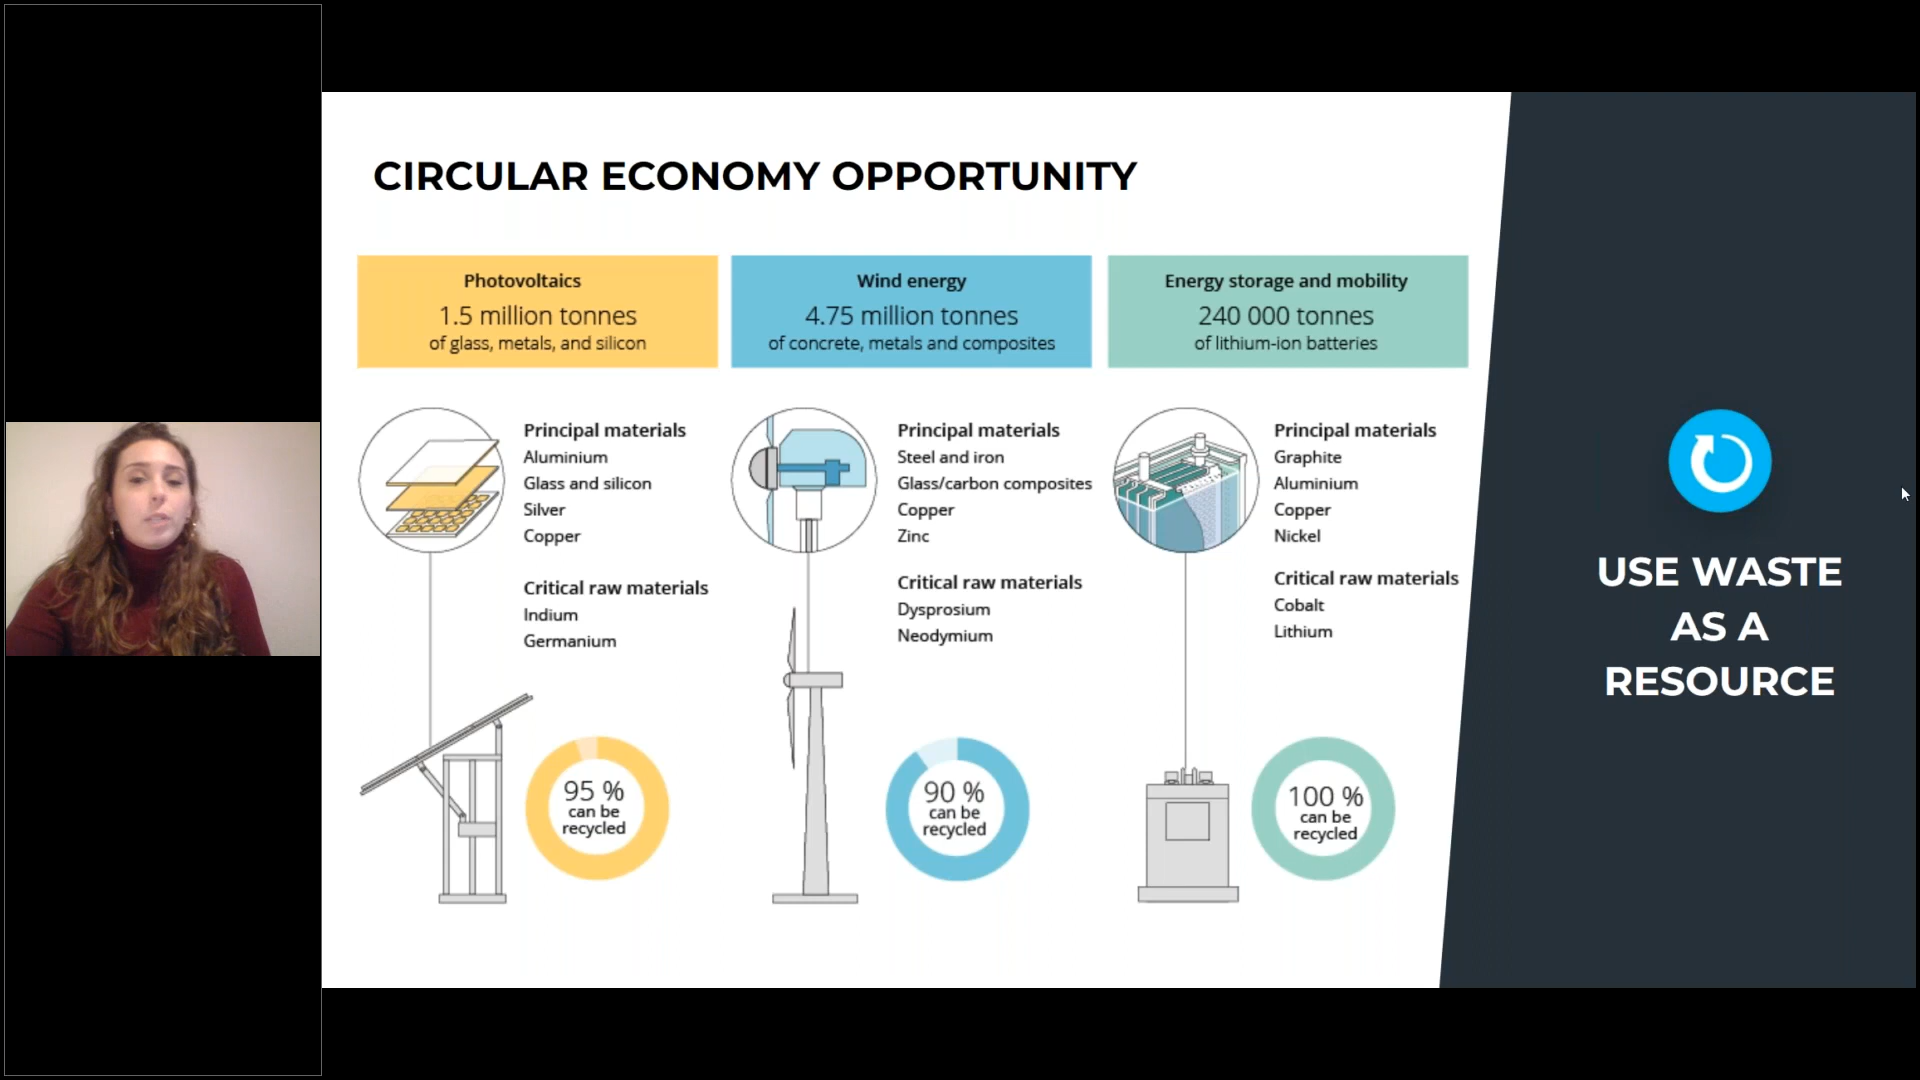 CIRCULAR ECONOMY OPPORTUNITY
Photovoltaics
1.5 million tonnes
of glass, metals, and silicon
Wind energy
4.75 million tonnes
of concrete, metals and composites
Energy storage and mobility
240 000 tonnes
of lithium-ion batteries
Principal materials
Aluminium
Glass and silicon
Silver
Copper
Critical raw materials
Indium
Germanium
95 %
can be
recycled
Principal materials
Steel and iron
Glass/carbon composites
Copper
Zinc
Critical raw materials
Dysprosium
Neodymium
90 %
can be
recycled
Principal materials
Graphite
Aluminium
Copper
Nickel
Critical raw materials
Cobalt
Lithium
100 %
can be
recycled
USE WASTE
AS A
RESOURCE